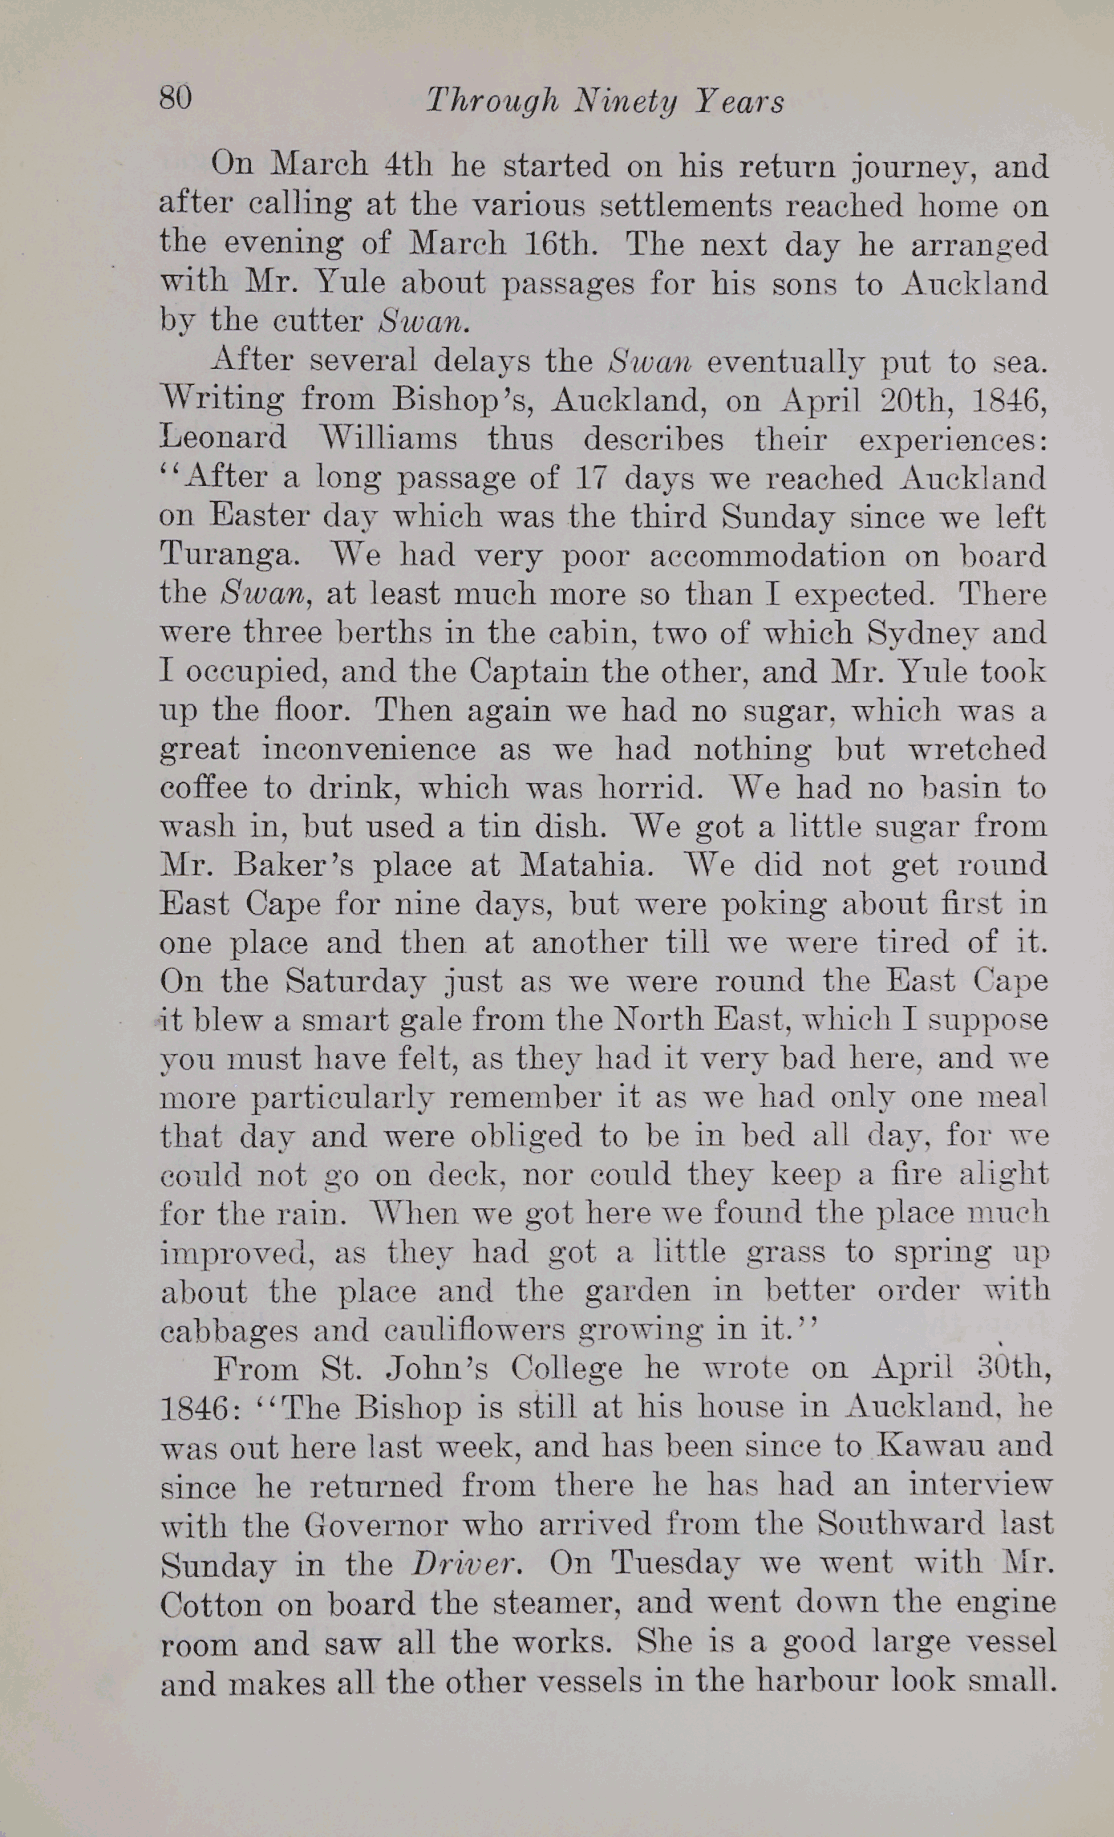 80 Through Ninety Years
On March 4th he started on his return journey, and
after calling at the various settlements reached home on
the evening of March 16th. The next day he arranged
with Mr. Yule about passages for his sons to Auckland
by the cutter Swan.
After several delays the Swan eventually put to sea.
Writing from Bishop's, Auckland, on April 20th, 1846,
Leonard Williams thus describes their experiences:
"After a long passage of 17 days we reached Auckland
on Easter day which was the third Sunday since we left
Turanga. We had very poor accommodation on board
the Swan, at least much more so than I expected. There
were three berths in the cabin, two of which Sydney and
I occupied, and the Captain the other, and Mr. Yule took
up the floor. Then again we had no sugar, which was a
great inconvenience as we had nothing but wretched
coffee to drink, which was horrid. We had no basin to
wash in, but used a tin dish. We got a little sugar from
Mr. Baker's place at Matahia. We did not get round
East Cape for nine days, but were poking about first in
one place and then at another till we were tired of it.
On the Saturday just as we were round the East Cape
it blew a smart gale from the North East, which I suppose
you must have felt, as they had it very bad here, and we
more particularly remember it as we had only one meal
that day and were obliged to be in bed all day, for we
could not go on deck, nor could they keep a fire alight
for the rain. When we got here we found the place much
improved, as they had got a little grass to spring up
about the place and the garden in better order with
cabbages and cauliflowers growing in it."
From St. John's College he wrote on April 30th,
1846: "The Bishop is still at his house in Auckland, he
was out here last week, and has been since to Kawau and
since he returned from there he has had an interview
with the Governor who arrived from the Southward last
Sunday in the Driver. On Tuesday we went with Mr.
Cotton on board the steamer, and went down the engine
room and saw all the works. She is a good large vessel
and makes all the other vessels in the harbour look small.